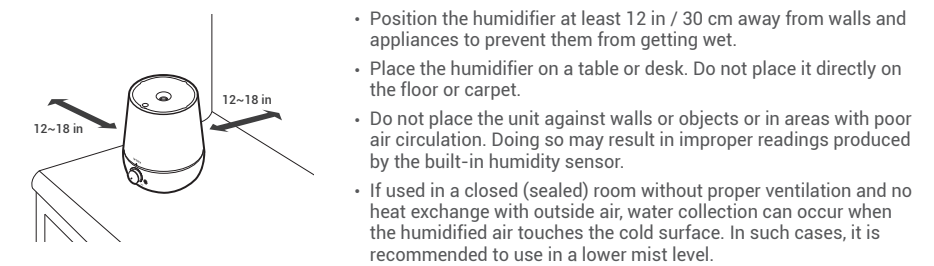 12~18 in
12~18 in
• Position the humidifier at least 12 in / 30 cm away from walls and
appliances to prevent them from getting wet.
• Place the humidifier on a table or desk. Do not place it directly on
the floor or carpet.
• Do not place the unit against walls or objects or in areas with poor
air circulation. Doing so may result in improper readings produced
by the built-in humidity sensor.
• If used in a closed (sealed) room without proper ventilation and no
heat exchange with outside air, water collection can occur when
the humidified air touches the cold surface. In such cases, it is
recommended to use in a lower mist level.